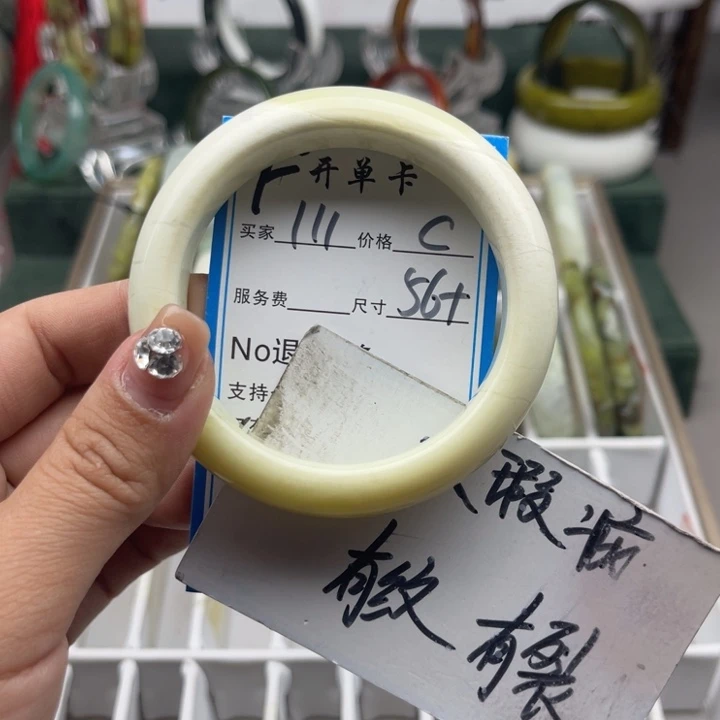 开单卡
买家 111 价格 C
服务费 尺寸 56+
No退
支持
瑕疵
有纹
有裂